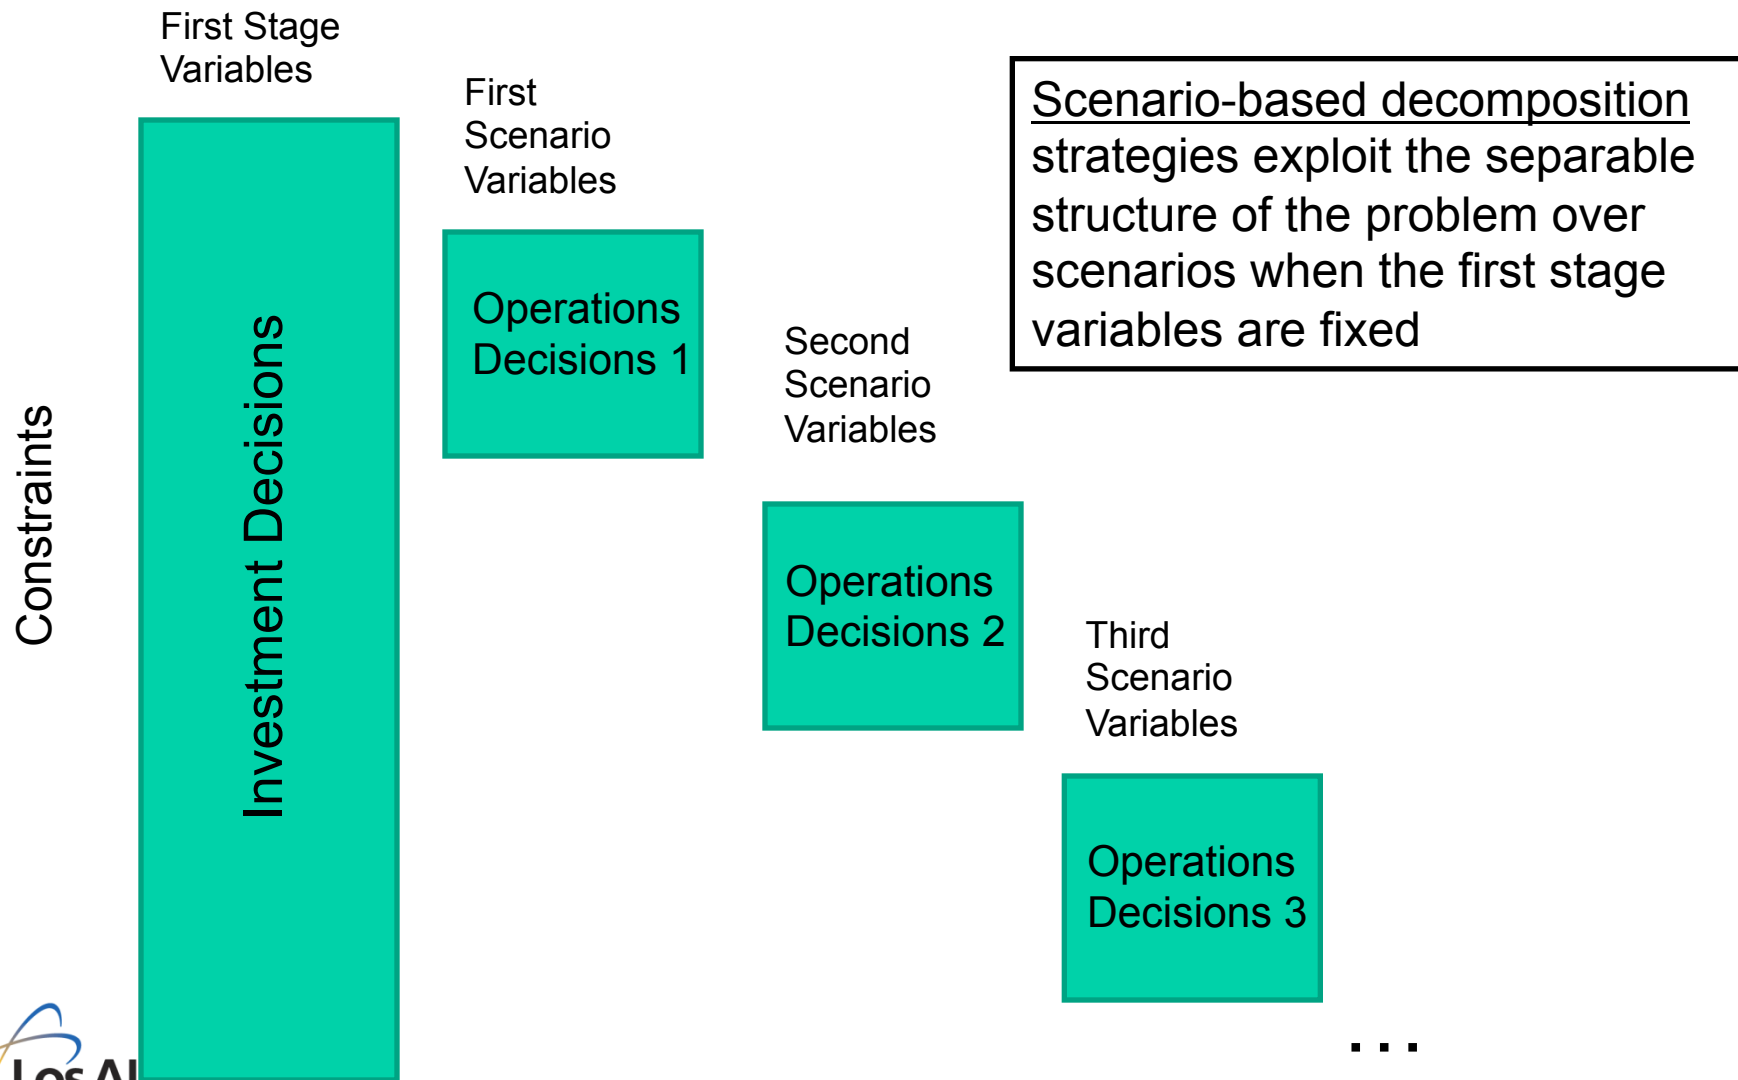 First Stage
Variables
First
Scenario
Variables
Scenario-based decomposition
strategies exploit the separable
structure of the problem over
scenarios when the first stage
variables are fixed
Constraints
Investment Decisions
Operations
Decisions 1
Second
Scenario
Variables
Operations
Decisions 2
Third
Scenario
Variables
Operations
Decisions 3
...
Los Al